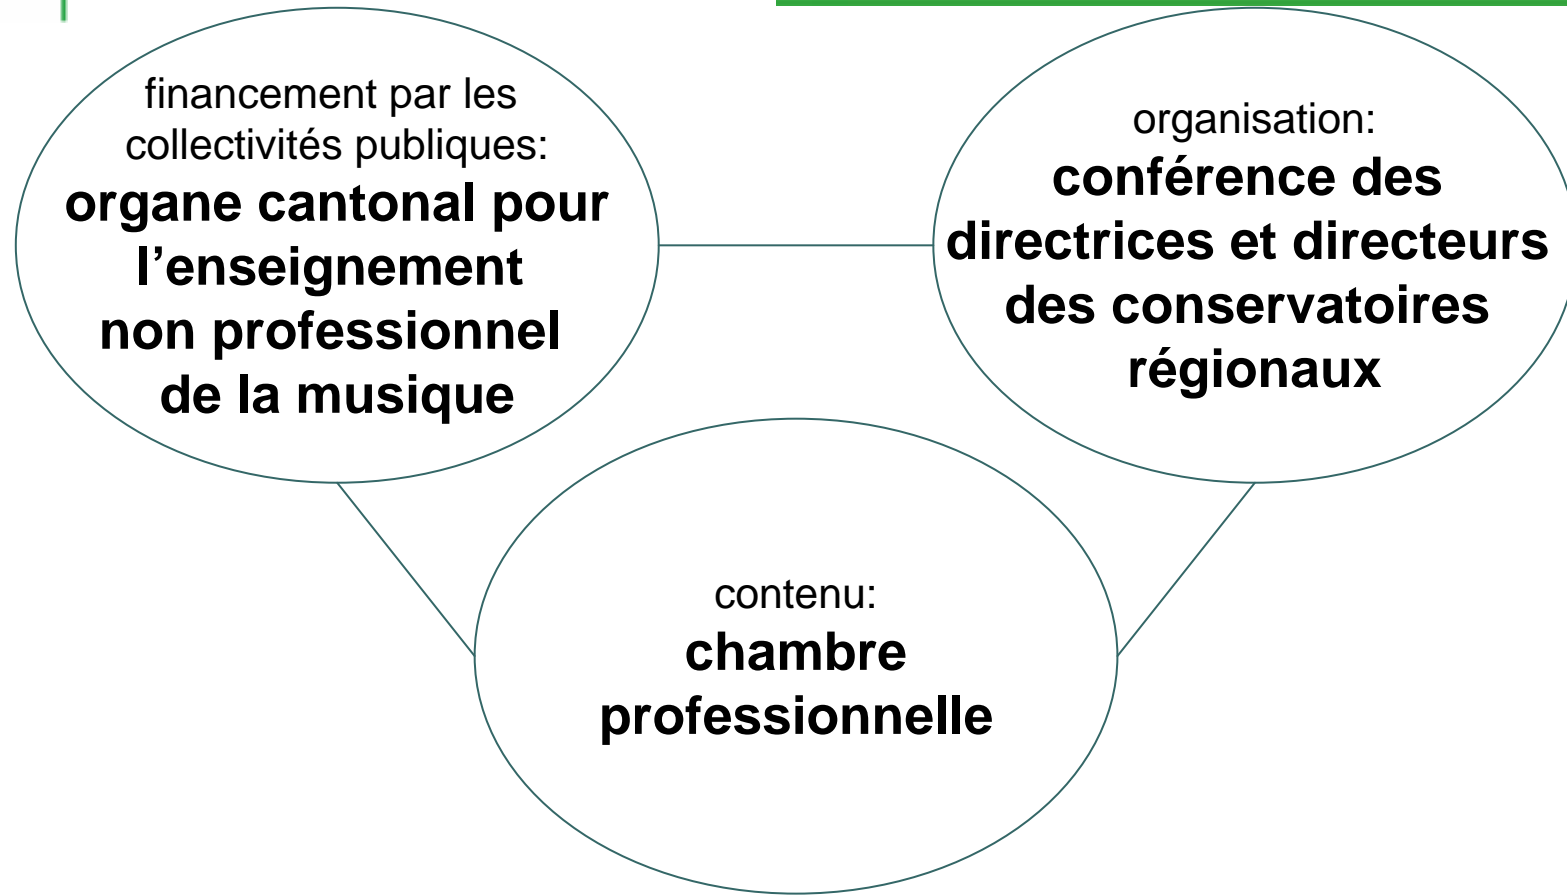 financement par les
collectivités publiques:
organe cantonal pour
l’enseignement
non professionnel
de la musique
organisation:
conférence des
directrices et directeurs
des conservatoires
régionaux
contenu:
chambre
professionnelle